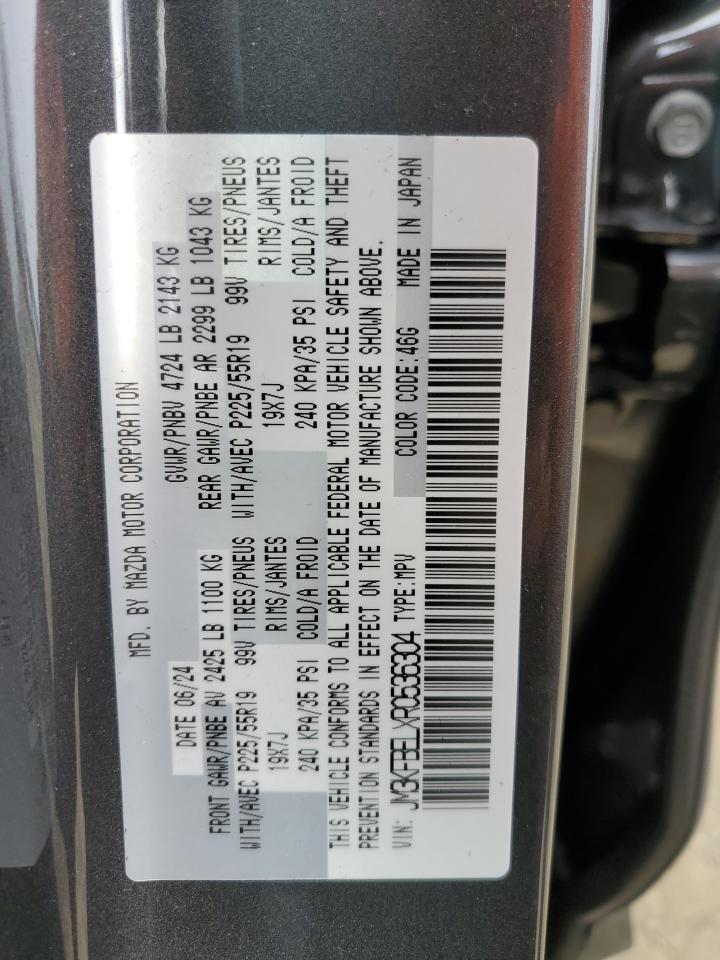 MFD. BY MAZDA MOTOR CORPORATION
DATE 06/24 GVWR/PNBV 4724 LB 2143 KG
FRONT GAWR/PNBE AV 2425 LB 1100 KG REAR GAWR/PNBE AR 2299 LB 1043 KG
WITH/AVEC P225/55R19 99V TIRES/PNEUS WITH/AVEC P225/55R19 99V TIRES/PNEUS
19X7J RIMS/JANTES 19X7J RIMS/JANTES
240 KPA/35 PSI COLD/A FROID 240 KPA/35 PSI COLD/A FROID
THIS VEHICLE CONFORMS TO ALL APPLICABLE FEDERAL MOTOR VEHICLE SAFETY AND THEFT
PREVENTION STANDARDS IN EFFECT ON THE DATE OF MANUFACTURE SHOWN ABOVE.
VIN: JM3KFBELXR0536304 TYPE:MPV COLOR CODE:46G MADE IN JAPAN